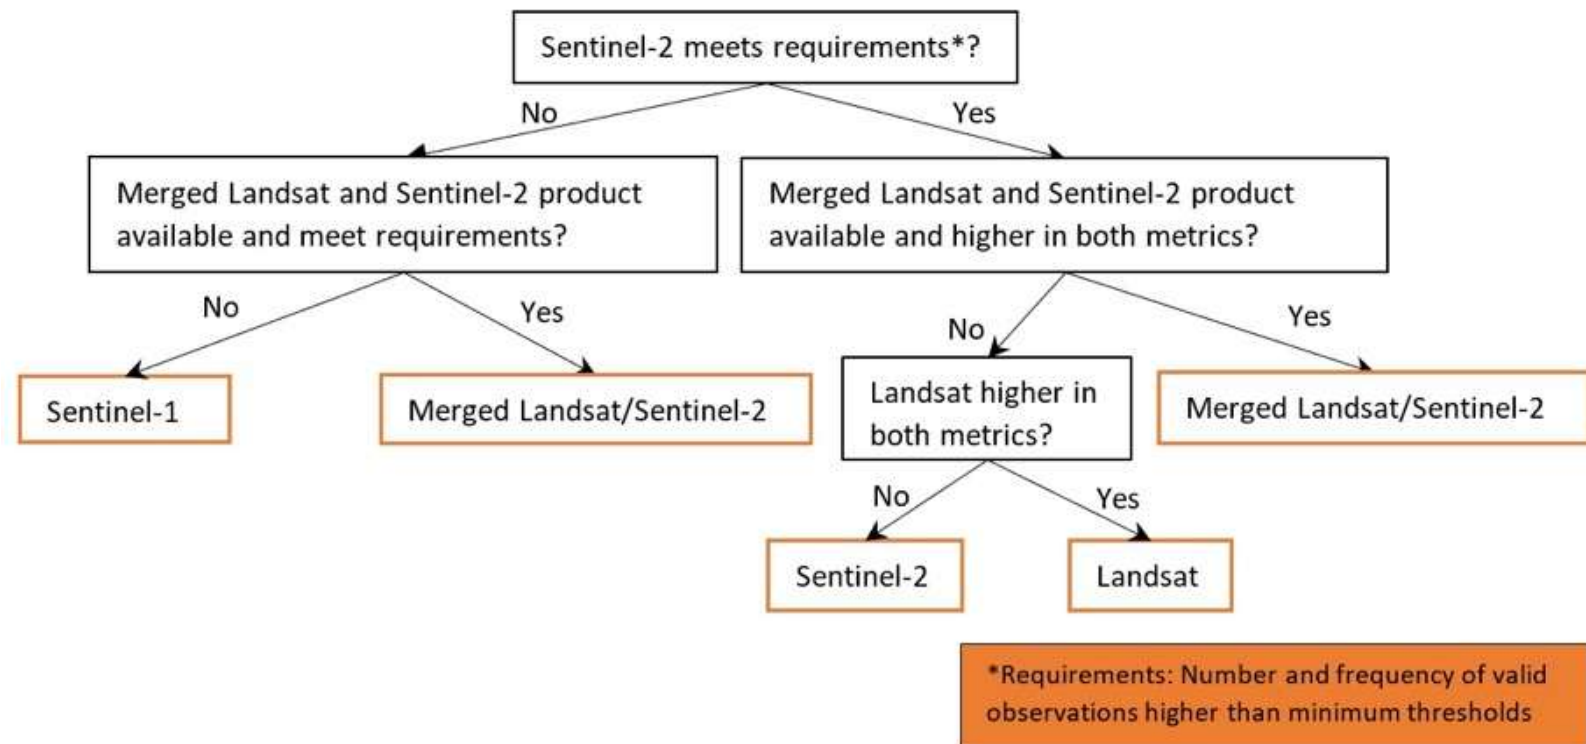 Sentinel-2 meets requirements*?
No
Yes
Merged Landsat and Sentinel-2 product
available and meet requirements?
Merged Landsat and Sentinel-2 product
available and higher in both metrics?
No
Yes
No
Yes
Sentinel-1
Merged Landsat/Sentinel-2
Landsat higher in
both metrics?
Merged Landsat/Sentinel-2
No
Yes
Sentinel-2
Landsat
*Requirements: Number and frequency of valid
observations higher than minimum thresholds